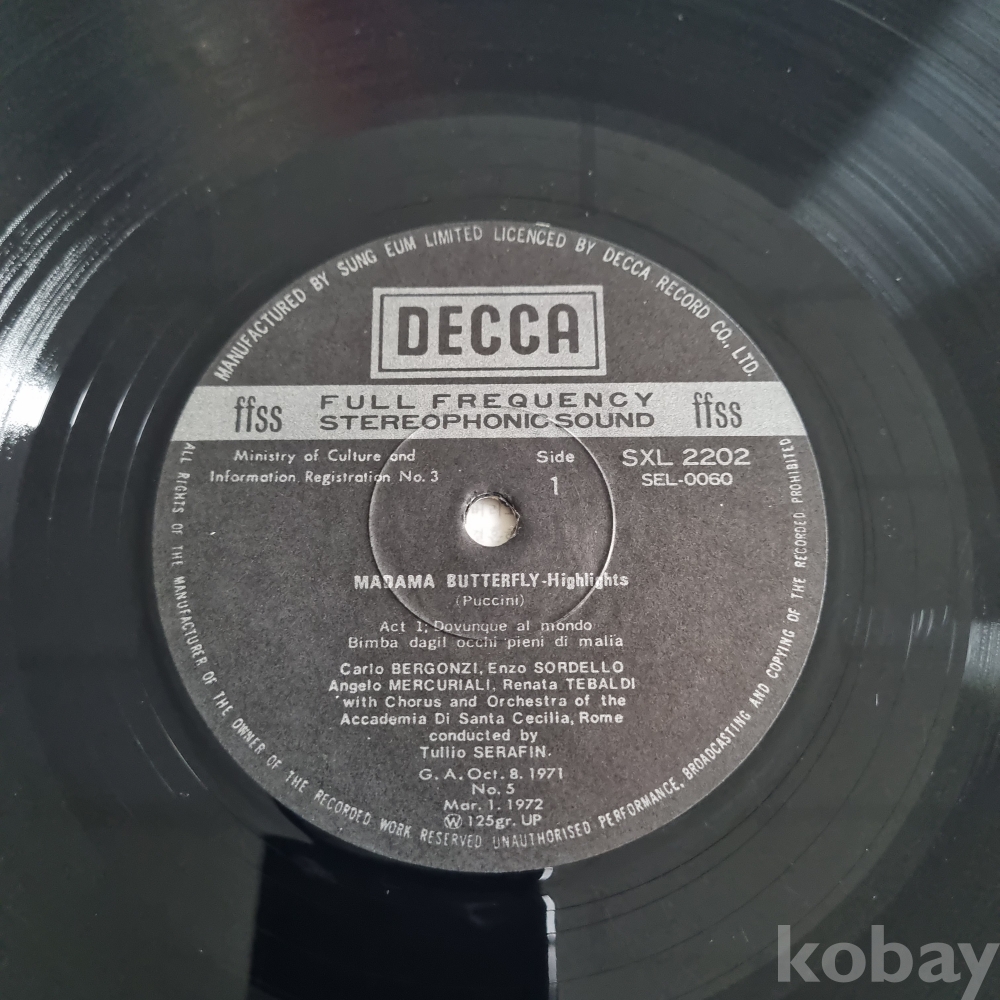 MANUFACTURED BY SUNG EUM LIMITED LICENCED BY DECCA RECORD CO., LTD.
DECCA
ffss FULL FREQUENCY STEREOPHONIC SOUND ffss
Ministry of Culture and
Information Registration No. 3
Side
1
SXL 2202
SEL-0060
MADAMA BUTTERFLY-Highlights
(Puccini)
Act 1; Dovunque al mondo
Bimba dagil occhi pieni di malia
Carlo BERGONZI, Enzo SORDELLO
Angelo MERCURIALI, Renata TEBALDI
with Chorus and Orchestra of the
Accademia Di Santa Cecilia, Rome
conducted by
Tullio SERAFIN.
G. A. Oct. 8. 1971
No. 5
Mar. 1. 1972
Ⓦ 125gr. UP
ALL RIGHTS OF THE MANUFACTURER OF THE OWNER OF THE RECORDED WORK RESERVED UNAUTHORISED PERFORMANCE, BROADCASTING AND COPYING OF THE RECORDED PROHIBITED
kobay